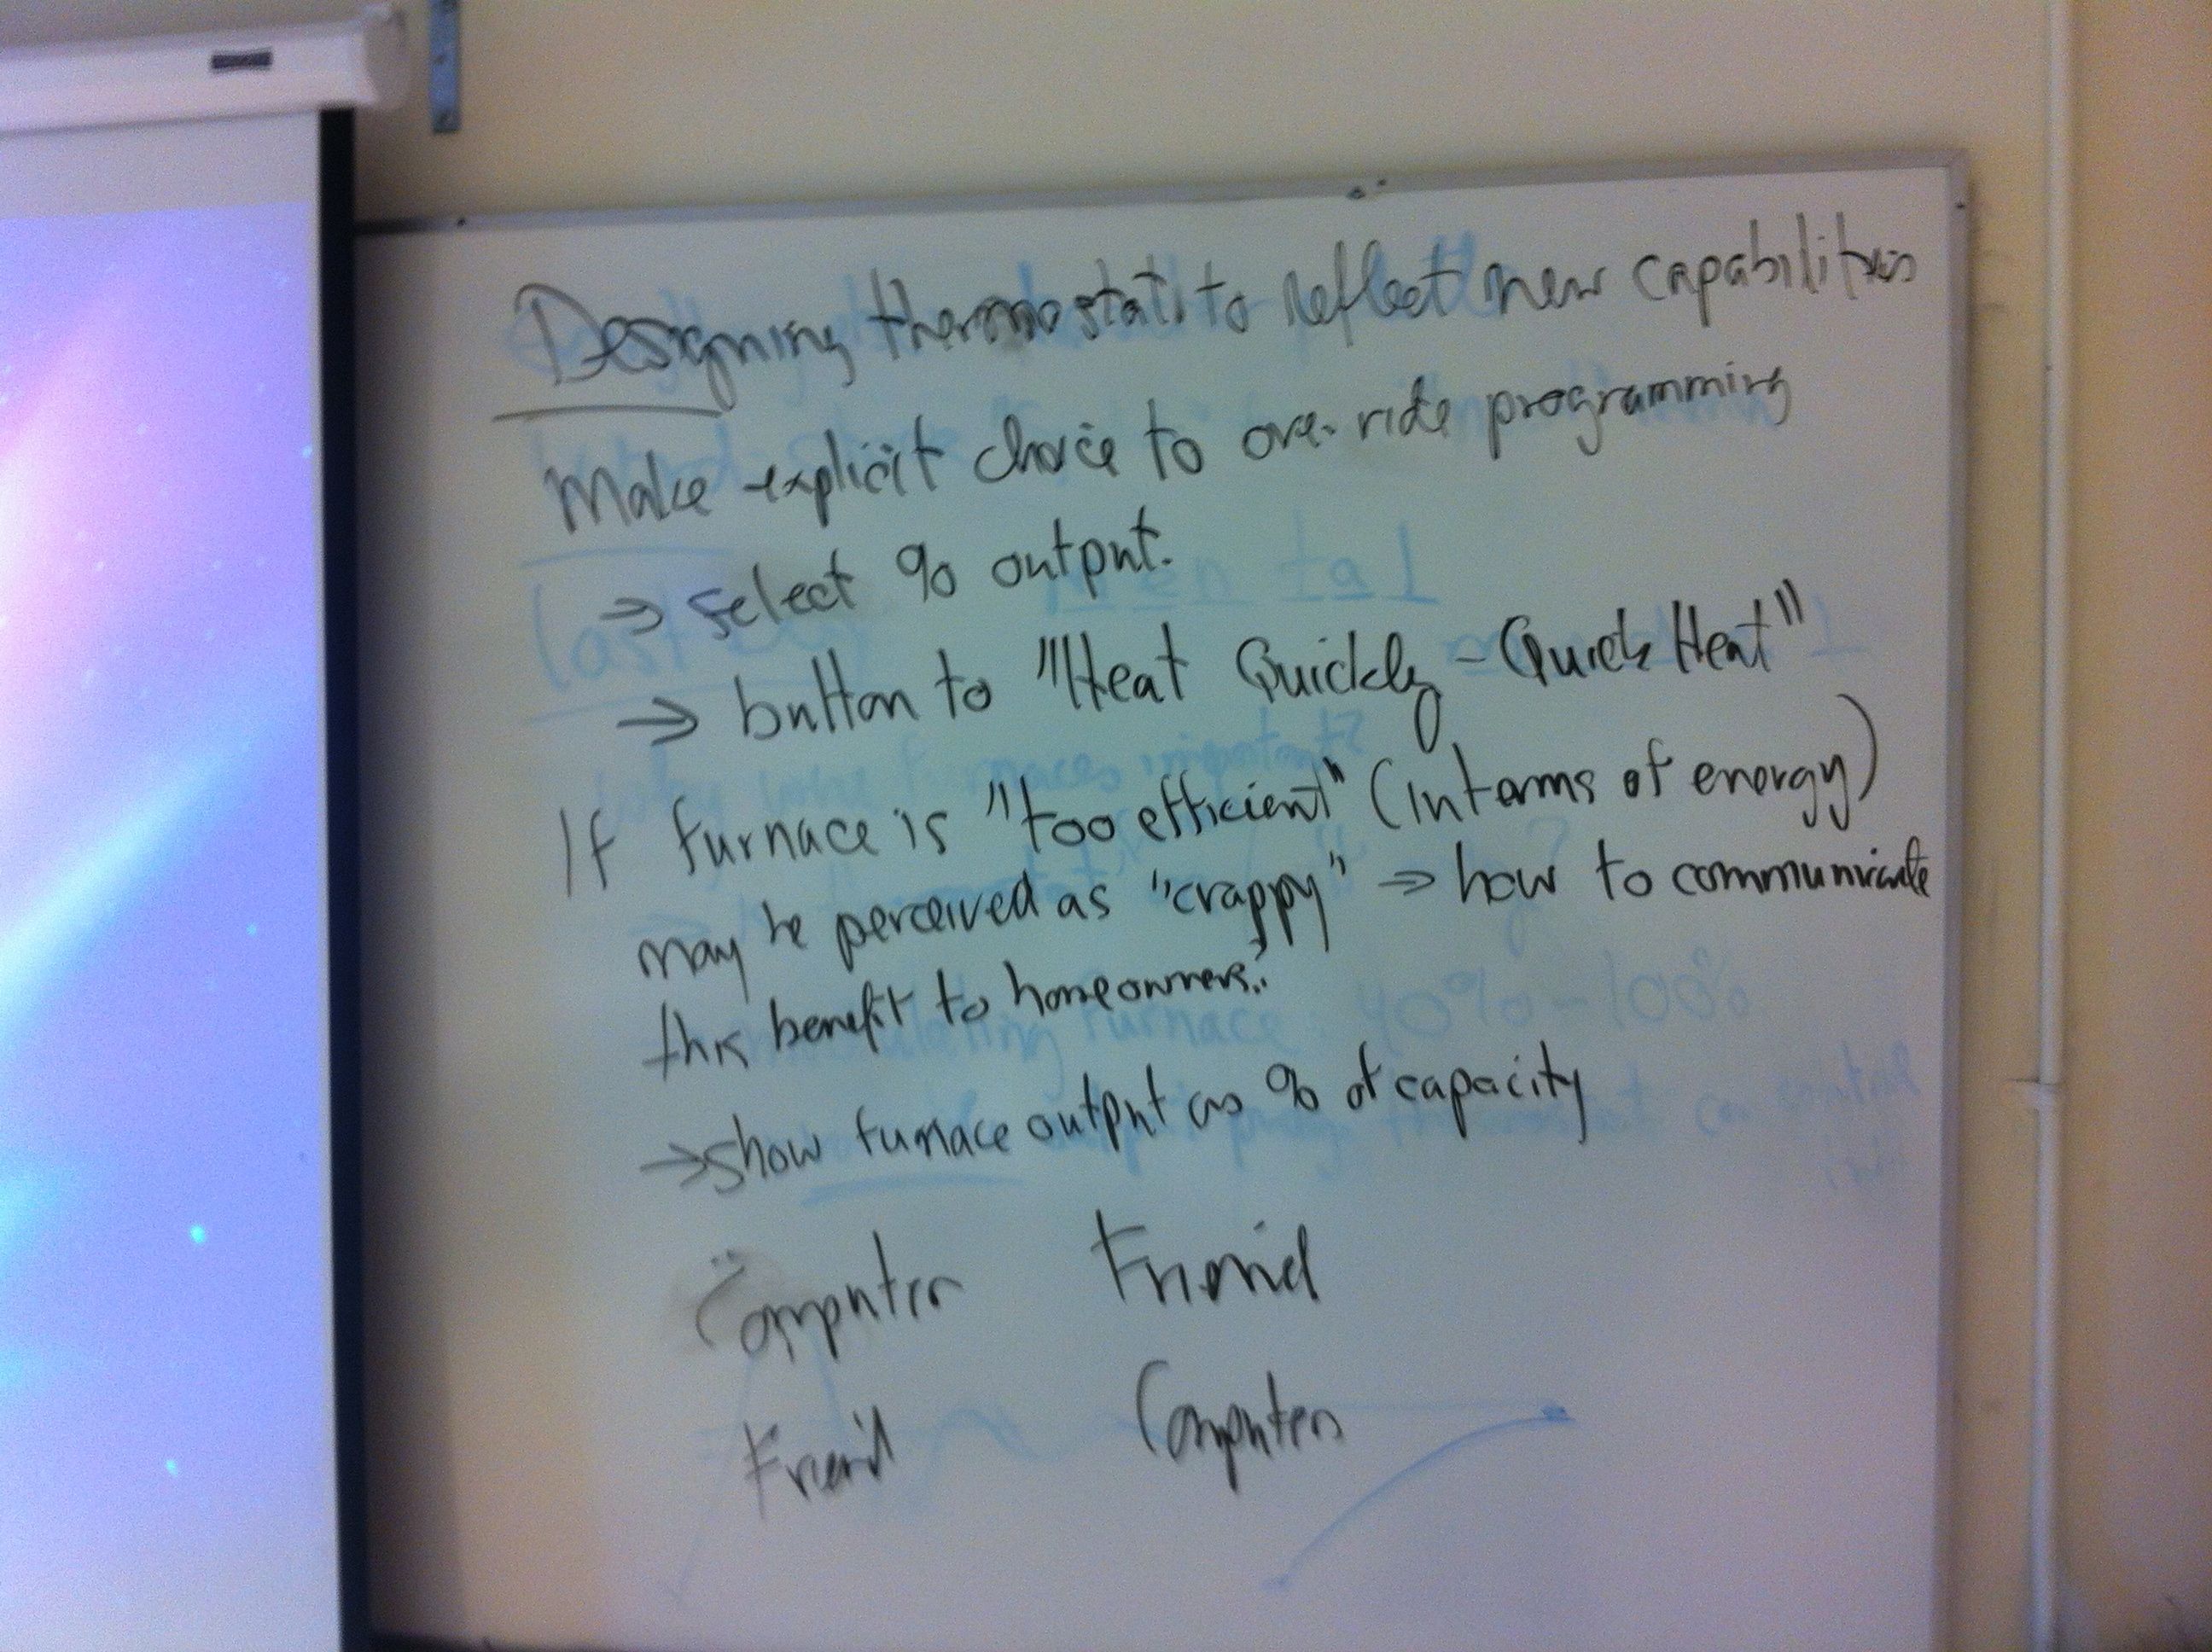 Designing thermostats to reflect new capabilities
Make explicit choice to over-ride programming
⇒ select % output.
⇒ button to "Heat Quickly - Quick Heat"
If furnace is "too efficient" (in terms of energy)
may be perceived as "crappy" ⇒ how to communicate
this benefit to homeowners?
→ show furnace output as % of capacity
Computer Friend
Friend Computer
40%-100%